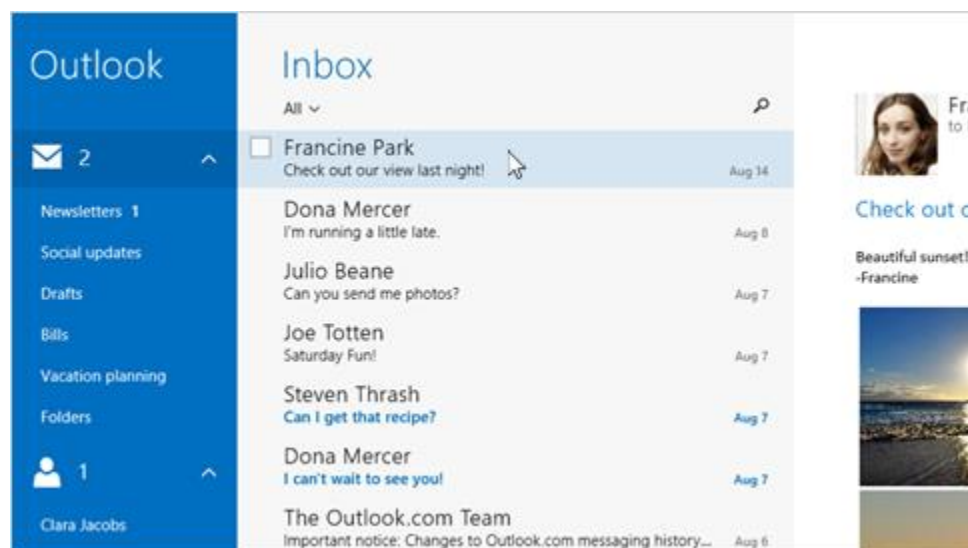 Outlook
2
Newsletters 1
Social updates
Drafts
Bills
Vacation planning
Folders
1
Clara Jacobs
Inbox
All
Francine Park
Check out our view last night!
Aug 14
Dona Mercer
I'm running a little late.
Aug 8
Julio Beane
Can you send me photos?
Aug 7
Joe Totten
Saturday Fun!
Aug 7
Steven Thrash
Can I get that recipe?
Aug 7
Dona Mercer
I can't wait to see you!
Aug 7
The Outlook.com Team
Important notice: Changes to Outlook.com messaging history...
Aug 6
Fr
to
Check out
Beautiful sunset!
-Francine